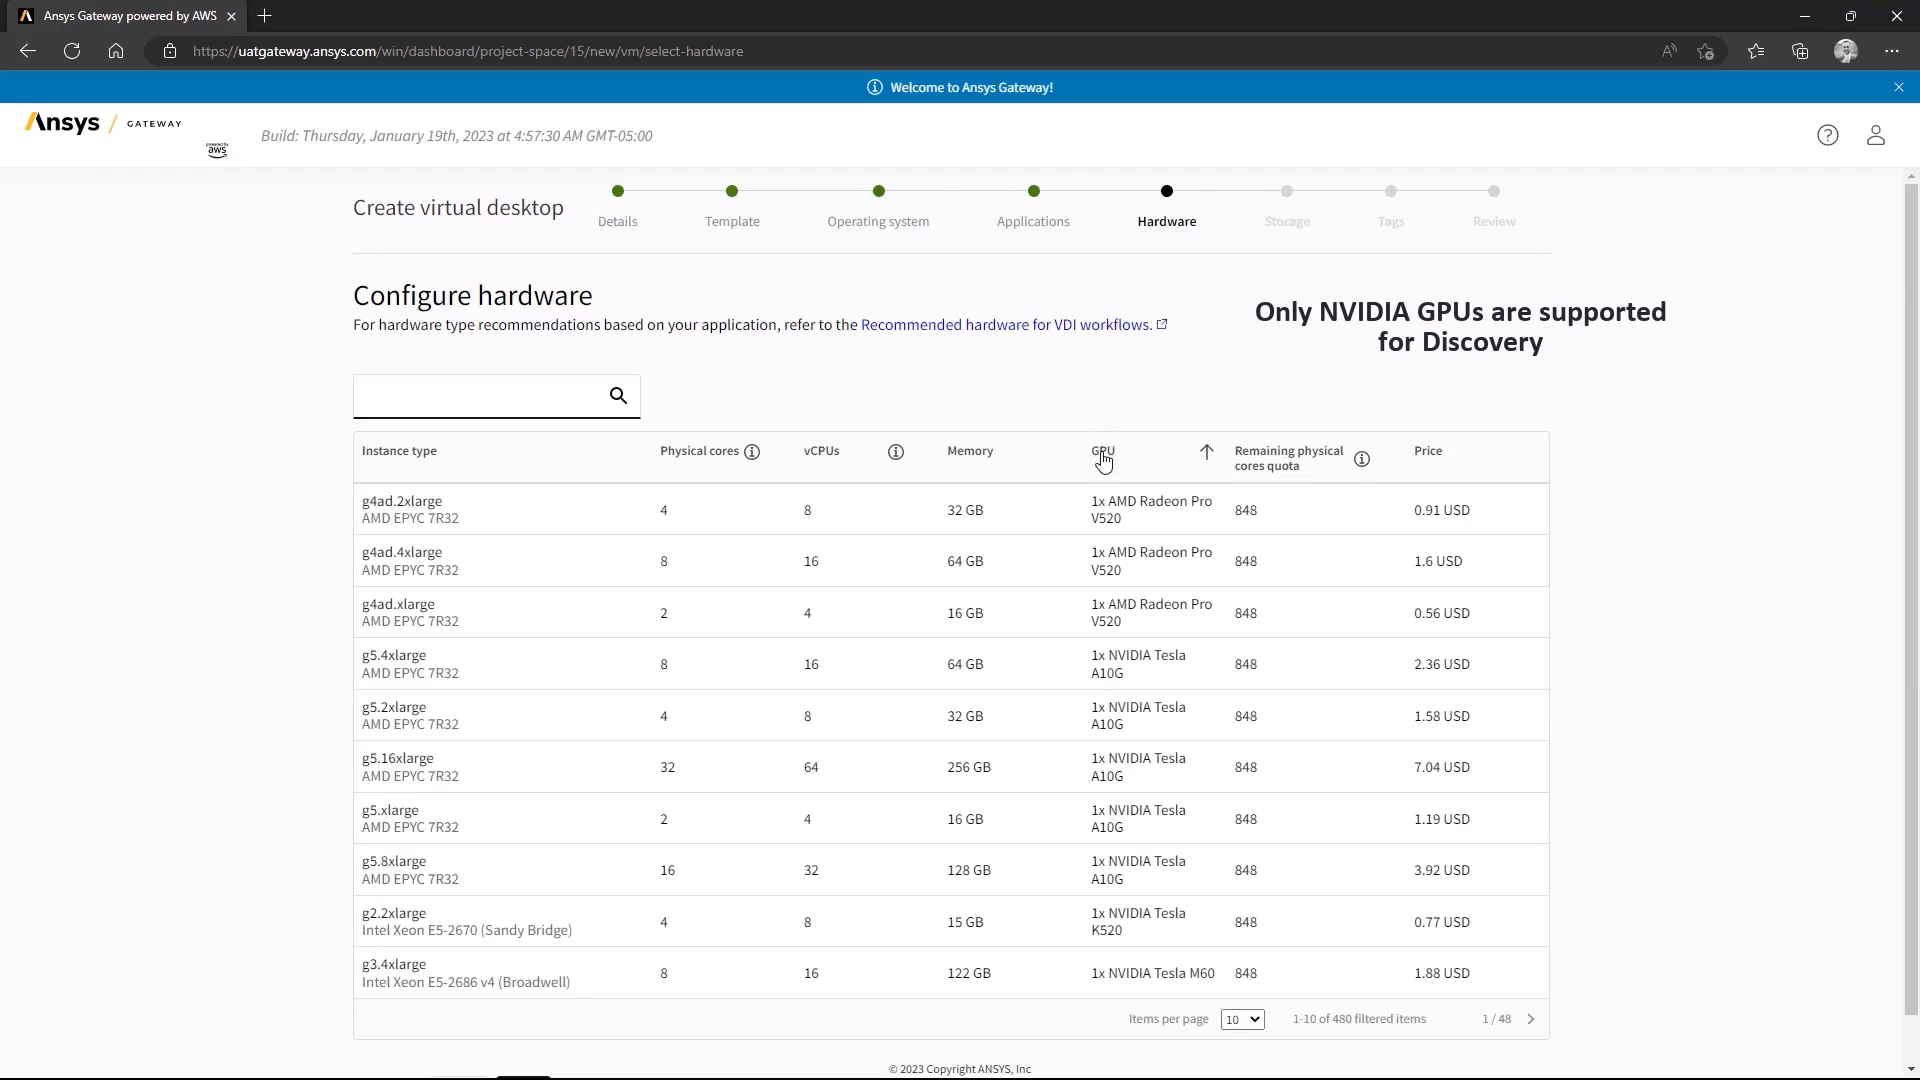 Ansys Gateway powered by AWS
https://uatgateway.ansys.com/win/dashboard/project-space/15/new/vm/select-hardware
Welcome to Ansys Gateway!
Ansys / GATEWAY
powered by
aws
Build: Thursday, January 19th, 2023 at 4:57:30 AM GMT-05:00
Create virtual desktop
Details Template Operating system Applications Hardware Storage Tags Review
Configure hardware
For hardware type recommendations based on your application, refer to the Recommended hardware for VDI workflows.
Only NVIDIA GPUs are supported
for Discovery
Instance type Physical cores vCPUs Memory GPU Remaining physical cores quota Price
g4ad.2xlarge
AMD EPYC 7R32
4 8 32 GB 1x AMD Radeon Pro V520 848 0.91 USD
g4ad.4xlarge
AMD EPYC 7R32
8 16 64 GB 1x AMD Radeon Pro V520 848 1.6 USD
g4ad.xlarge
AMD EPYC 7R32
2 4 16 GB 1x AMD Radeon Pro V520 848 0.56 USD
g5.4xlarge
AMD EPYC 7R32
8 16 64 GB 1x NVIDIA Tesla A10G 848 2.36 USD
g5.2xlarge
AMD EPYC 7R32
4 8 32 GB 1x NVIDIA Tesla A10G 848 1.58 USD
g5.16xlarge
AMD EPYC 7R32
32 64 256 GB 1x NVIDIA Tesla A10G 848 7.04 USD
g5.xlarge
AMD EPYC 7R32
2 4 16 GB 1x NVIDIA Tesla A10G 848 1.19 USD
g5.8xlarge
AMD EPYC 7R32
16 32 128 GB 1x NVIDIA Tesla A10G 848 3.92 USD
g2.2xlarge
Intel Xeon E5-2670 (Sandy Bridge)
4 8 15 GB 1x NVIDIA Tesla K520 848 0.77 USD
g3.4xlarge
Intel Xeon E5-2686 v4 (Broadwell)
8 16 122 GB 1x NVIDIA Tesla M60 848 1.88 USD
Items per page 10 1-10 of 480 filtered items 1 / 48
© 2023 Copyright ANSYS, Inc